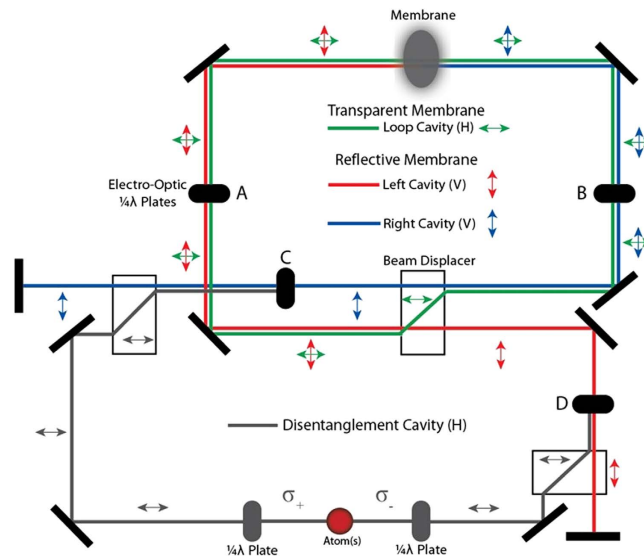 Membrane
Transparent Membrane
Loop Cavity (H)
Reflective Membrane
Electro-Optic
¼λ Plates
A
Left Cavity (V)
B
Right Cavity (V)
C
Beam Displacer
D
Disentanglement Cavity (H)
σ+
σ-
¼λ Plate
Atom(s)
¼λ Plate